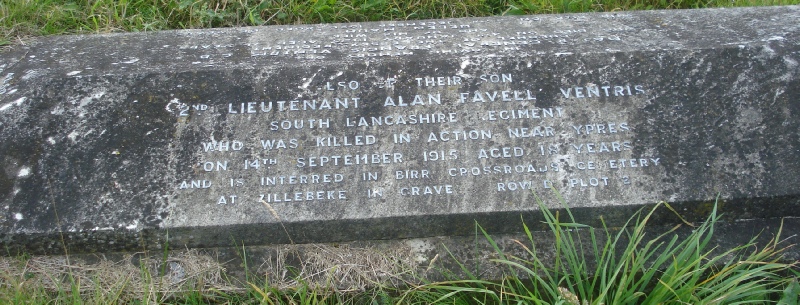 LSO OF THEIR SON
2ND LIEUTENANT ALAN FAVELL VENTRIS
SOUTH LANCASHIRE REGIMENT
WHO WAS KILLED IN ACTION NEAR YPRES
ON 14TH SEPTEMBER 1915 AGED 18 YEARS
AND IS INTERRED IN BIRR CROSSROADS CEMETERY
AT ZILLEBEKE IN GRAVE ROW D PLOT